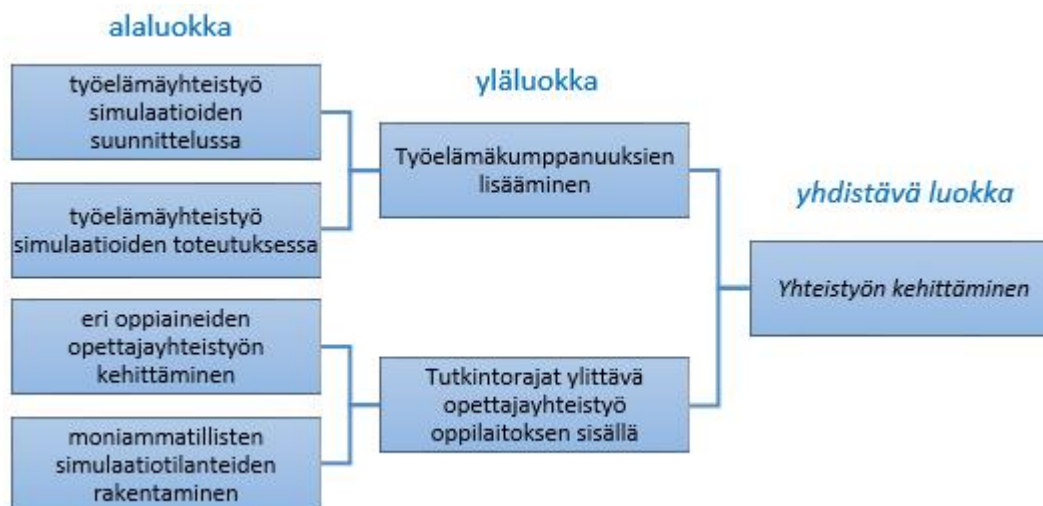 alaluokka
työelämäyhteistyö
simulaatioiden
suunnittelussa
työelämäyhteistyö
simulaatioiden toteutuksessa
eri oppiaineiden
opettajayhteistyön
kehittäminen
moniammatillisten
simulaatiotilanteiden
rakentaminen
yläluokka
Työelämäkumppanuuksien
lisääminen
Tutkintorajat ylittävä
opettajayhteistyö
oppilaitoksen sisällä
yhdistävä luokka
Yhteistyön kehittäminen